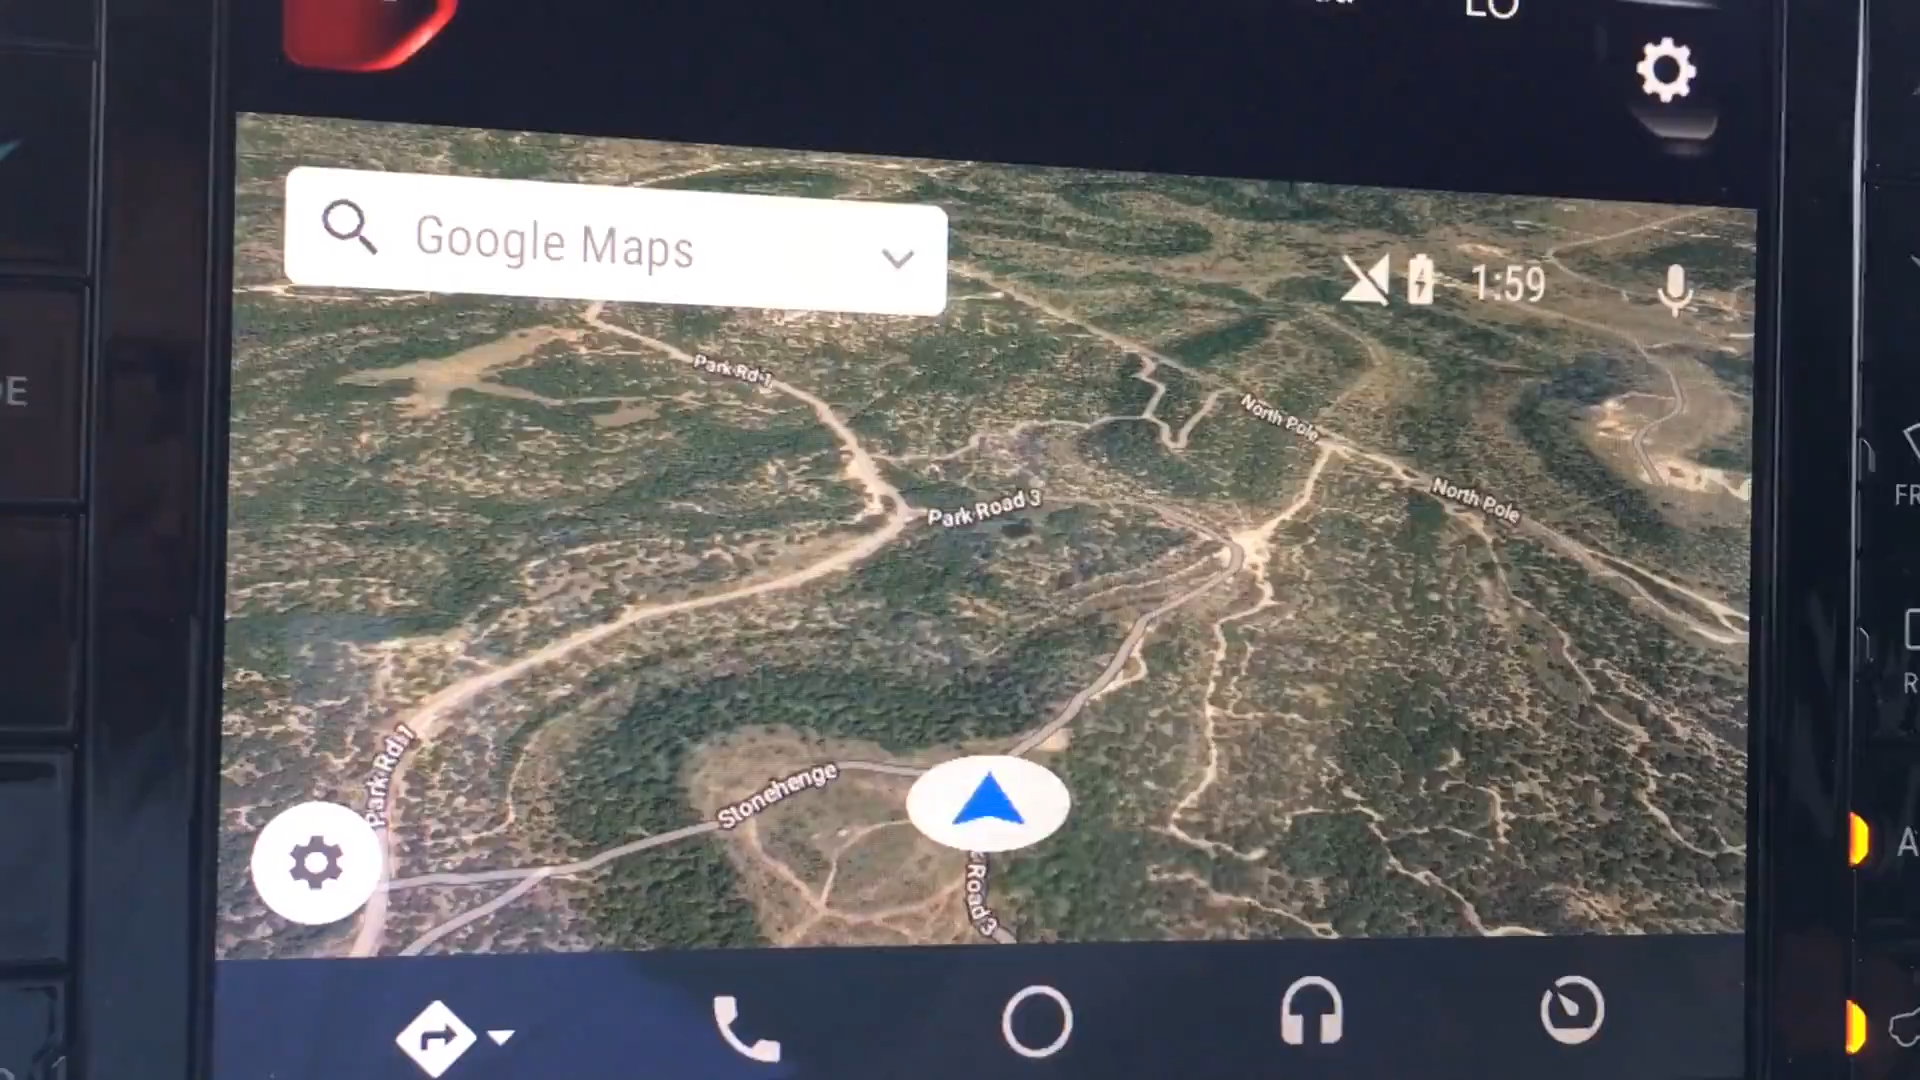 LO
Google Maps
1:59
Park Rd 1
North Pole
North Pole
Park Road 3
Park Rd 1
Stonehenge
Road 3